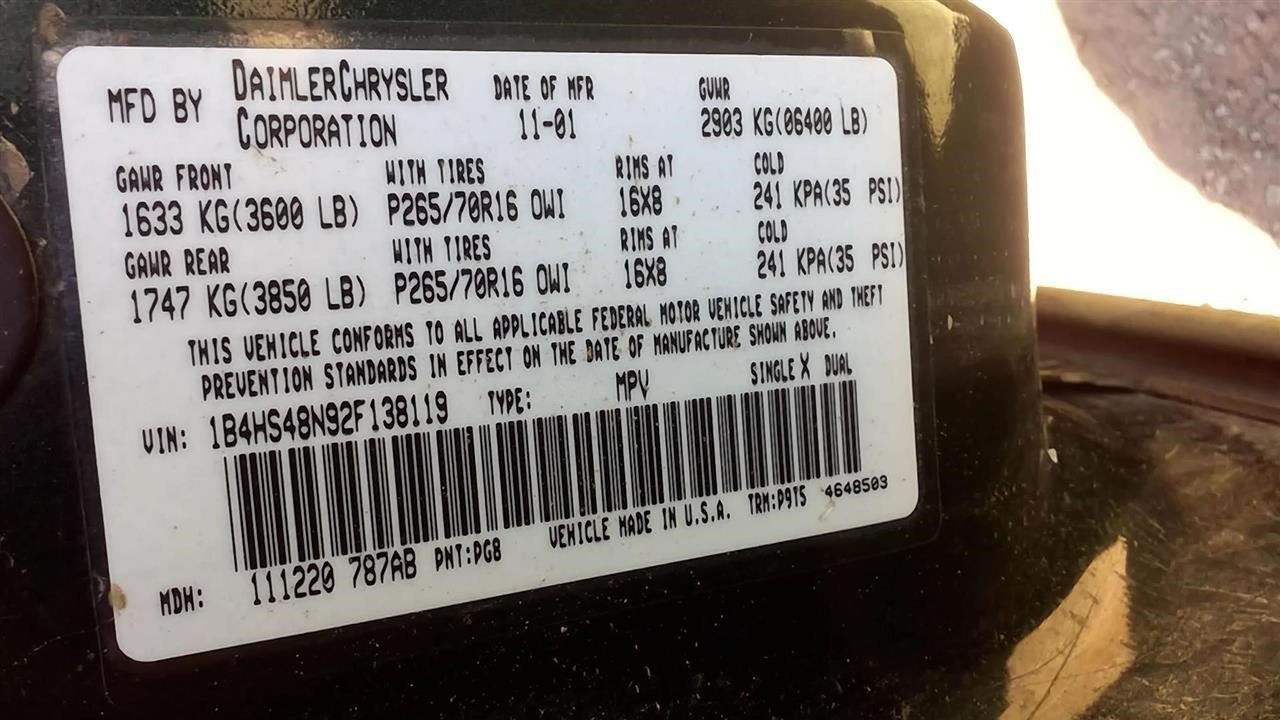 MFD BY DAIMLERCHRYSLER CORPORATION DATE OF MFR 11-01 GVWR 2903 KG(06400 LB)
GAWR FRONT WITH TIRES RIMS AT COLD
1633 KG(3600 LB) P265/70R16 OWI 16X8 241 KPA(35 PSI)
GAWR REAR WITH TIRES RIMS AT COLD
1747 KG(3850 LB) P265/70R16 OWI 16X8 241 KPA(35 PSI)
THIS VEHICLE CONFORMS TO ALL APPLICABLE FEDERAL MOTOR VEHICLE SAFETY AND THEFT
PREVENTION STANDARDS IN EFFECT ON THE DATE OF MANUFACTURE SHOWN ABOVE.
VIN: 1B4HS48N92F138119 TYPE: MPV SINGLE X DUAL
MDH: 111220 787AB PNT:PG8 VEHICLE MADE IN U.S.A. TRM:P9T5 4648503